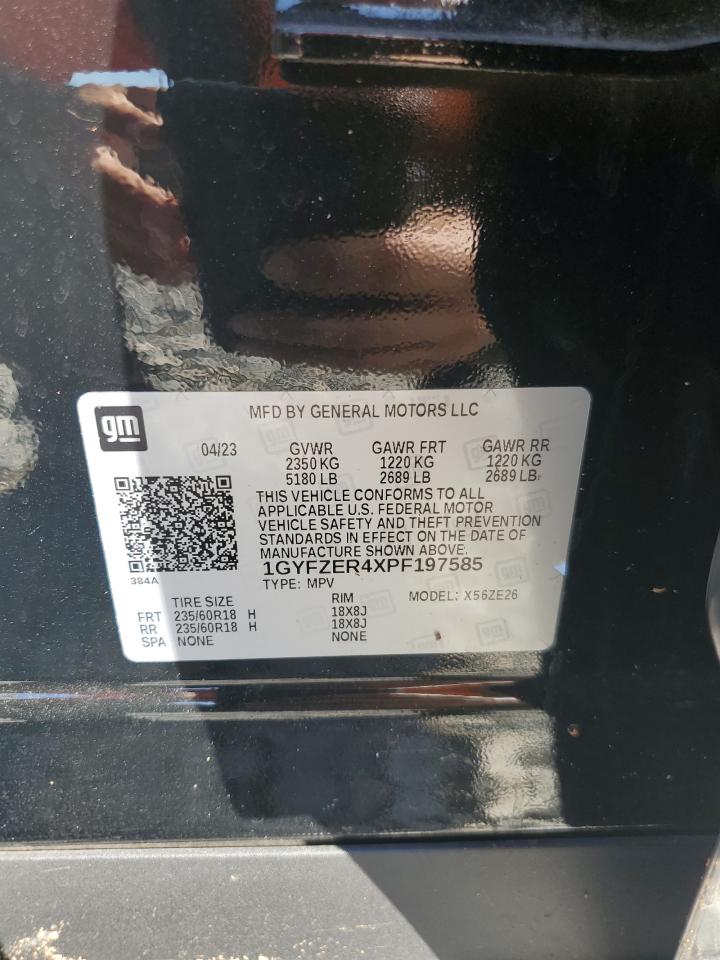 gm
MFD BY GENERAL MOTORS LLC
04/23 GVWR GAWR FRT GAWR RR
2350 KG 1220 KG 1220 KG
5180 LB 2689 LB 2689 LB
THIS VEHICLE CONFORMS TO ALL
APPLICABLE U.S. FEDERAL MOTOR
VEHICLE SAFETY AND THEFT PREVENTION
STANDARDS IN EFFECT ON THE DATE OF
MANUFACTURE SHOWN ABOVE.
1GYFZER4XPF197585
384A
TYPE: MPV
TIRE SIZE RIM MODEL: X56ZE26
FRT 235/60R18 H 18X8J
RR 235/60R18 H 18X8J
SPA NONE NONE